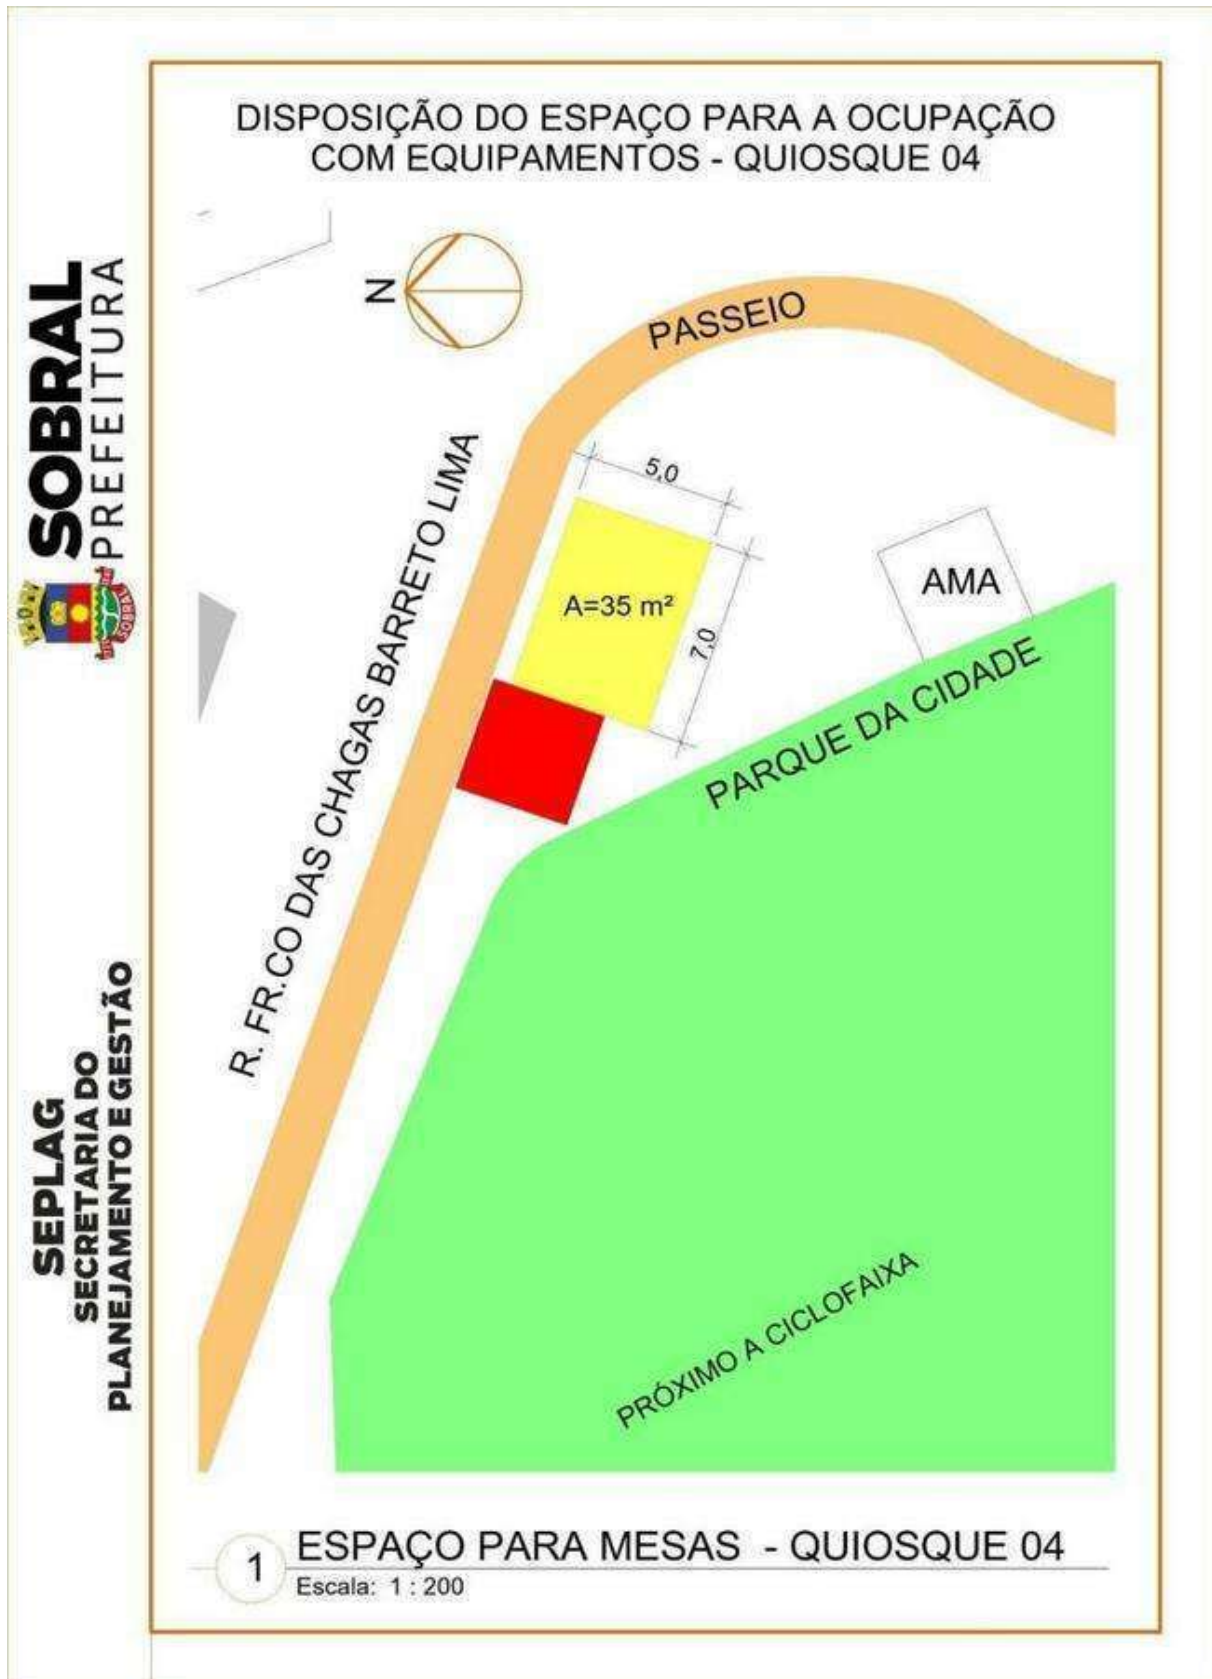 DISPOSIÇÃO DO ESPAÇO PARA A OCUPAÇÃO
COM EQUIPAMENTOS - QUIOSQUE 04
SOBRAL
PREFEITURA
SOBRAL
SEPLAG
SECRETARIA DO
PLANEJAMENTO E GESTÃO
N
PASSEIO
5,0
A=35 m²
7,0
AMA
R. FR.CO DAS CHAGAS BARRETO LIMA
PARQUE DA CIDADE
PRÓXIMO A CICLOFAIXA
1
ESPAÇO PARA MESAS - QUIOSQUE 04
Escala: 1 : 200